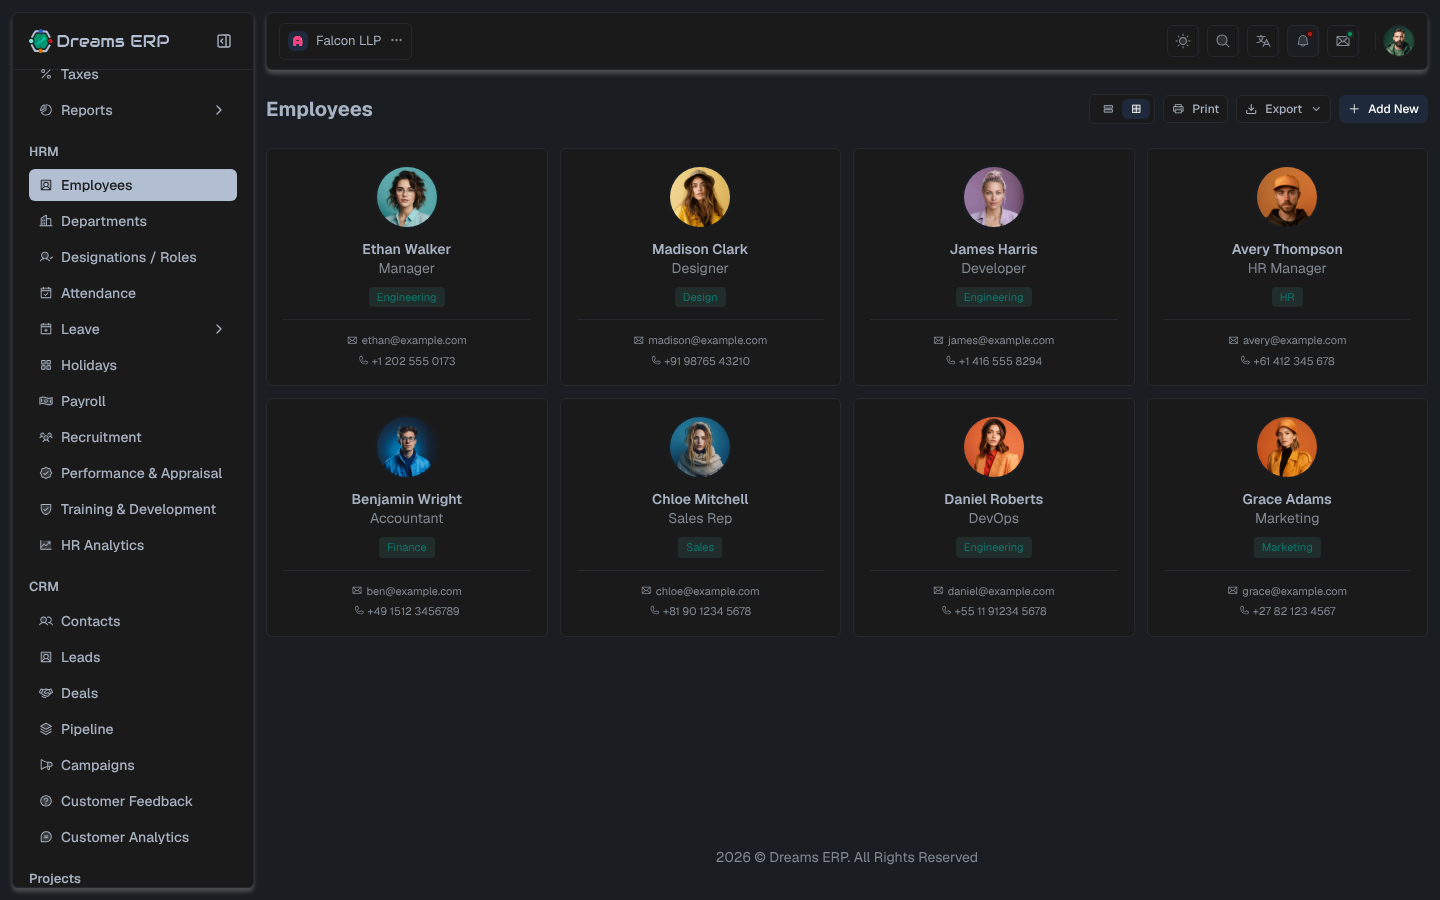 Dreams ERP
Taxes
Reports
HRM
Employees
Departments
Designations / Roles
Attendance
Leave
Holidays
Payroll
Recruitment
Performance & Appraisal
Training & Development
HR Analytics
CRM
Contacts
Leads
Deals
Pipeline
Campaigns
Customer Feedback
Customer Analytics
Projects
Falcon LLP
Employees
Print
Export
Add New
Ethan Walker
Manager
Engineering
ethan@example.com
+1 202 555 0173
Madison Clark
Designer
Design
madison@example.com
+91 98765 43210
James Harris
Developer
Engineering
james@example.com
+1 416 555 8294
Avery Thompson
HR Manager
HR
avery@example.com
+61 412 345 678
Benjamin Wright
Accountant
Finance
ben@example.com
+49 1512 3456789
Chloe Mitchell
Sales Rep
Sales
chloe@example.com
+81 90 1234 5678
Daniel Roberts
DevOps
Engineering
daniel@example.com
+55 11 91234 5678
Grace Adams
Marketing
Marketing
grace@example.com
+27 82 123 4567
2026 © Dreams ERP. All Rights Reserved